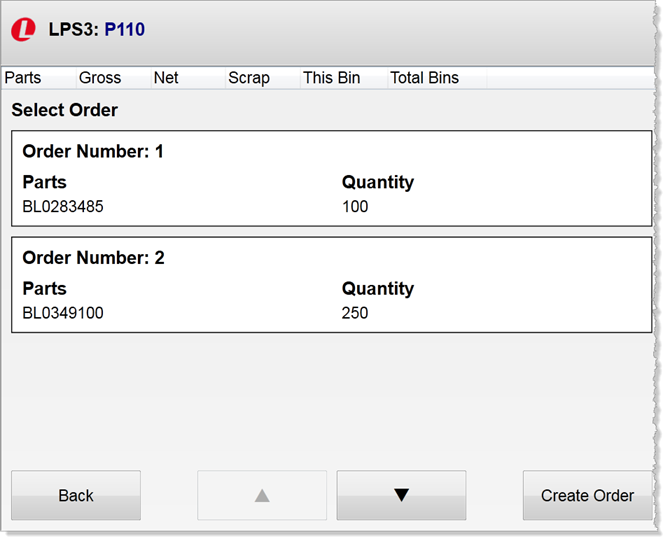 LPS3: P110
Parts Gross Net Scrap This Bin Total Bins
Select Order
Order Number: 1
Parts Quantity
BL0283485 100
Order Number: 2
Parts Quantity
BL0349100 250
Back ▲ ▼ Create Order